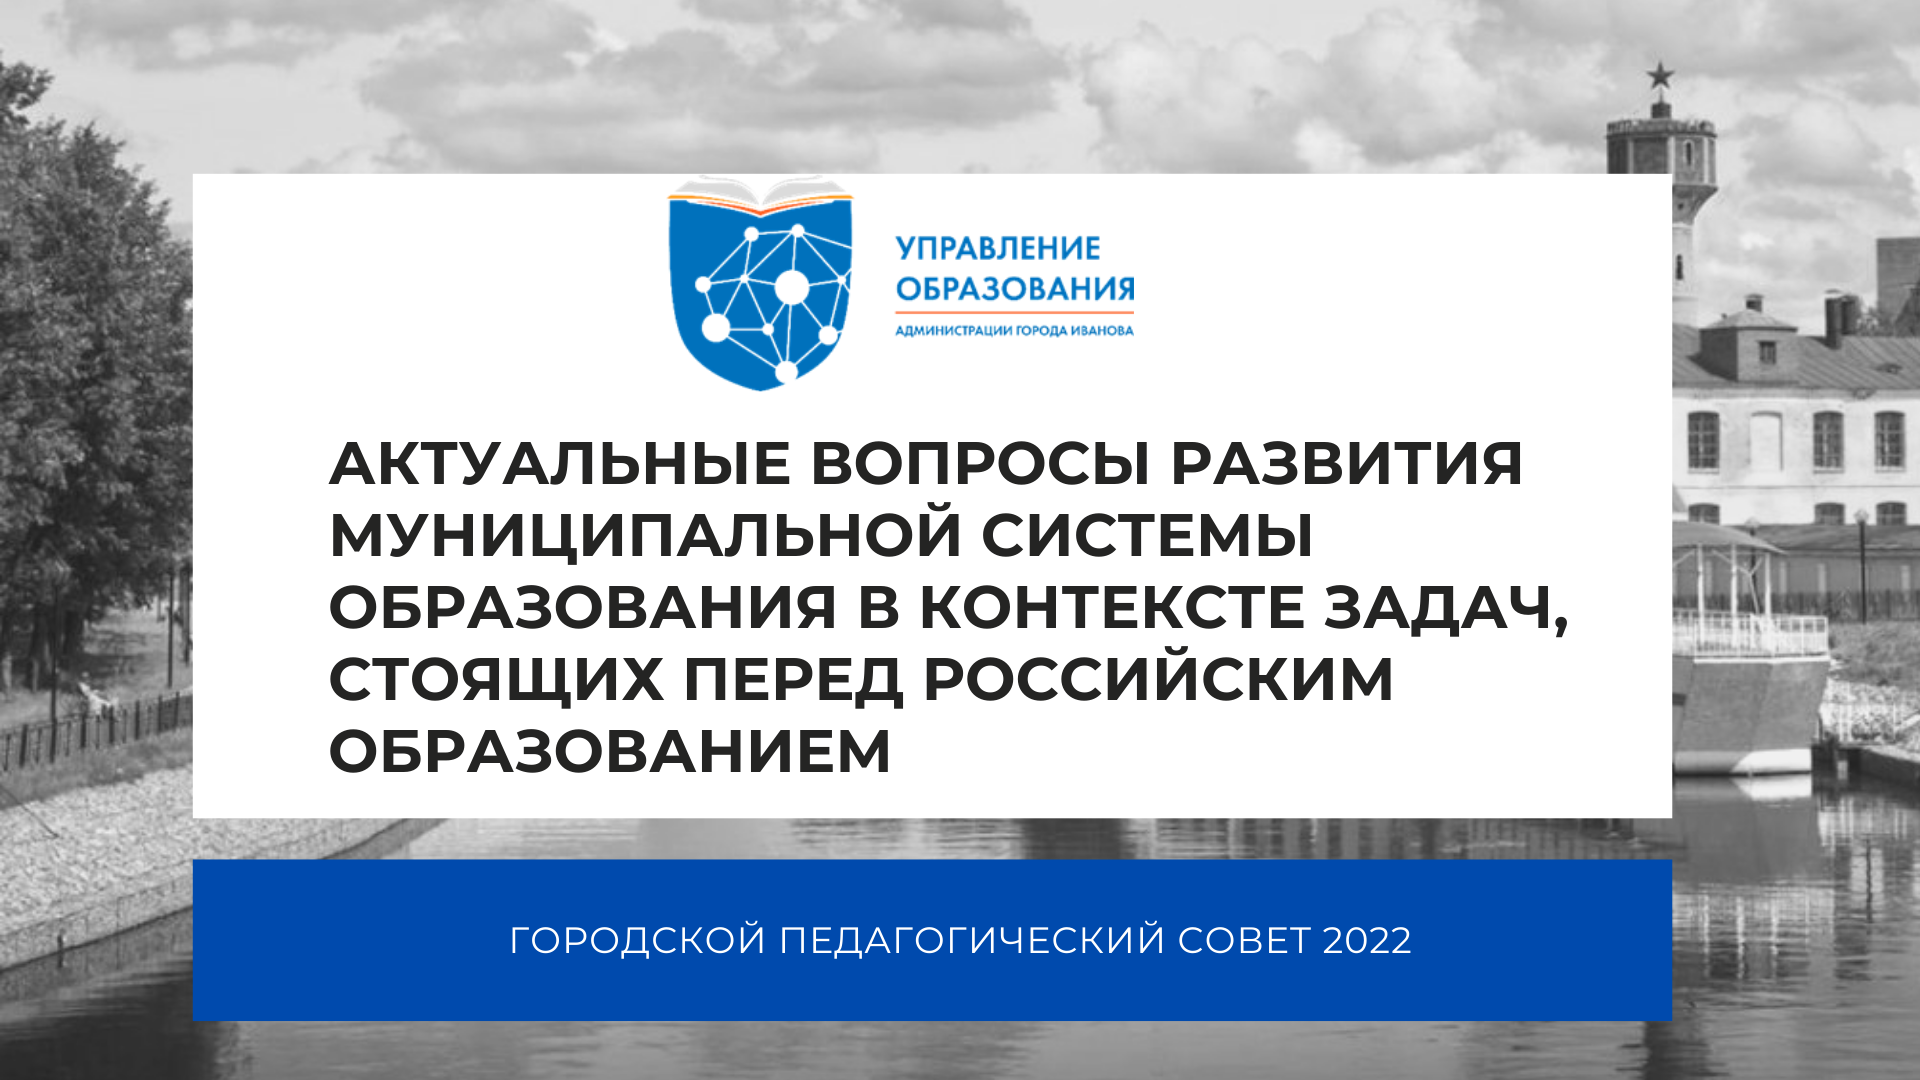 УПРАВЛЕНИЕ
ОБРАЗОВАНИЯ
АДМИНИСТРАЦИИ ГОРОДА ИВАНОВА
АКТУАЛЬНЫЕ ВОПРОСЫ РАЗВИТИЯ
МУНИЦИПАЛЬНОЙ СИСТЕМЫ
ОБРАЗОВАНИЯ В КОНТЕКСТЕ ЗАДАЧ,
СТОЯЩИХ ПЕРЕД РОССИЙСКИМ
ОБРАЗОВАНИЕМ
ГОРОДСКОЙ ПЕДАГОГИЧЕСКИЙ СОВЕТ 2022